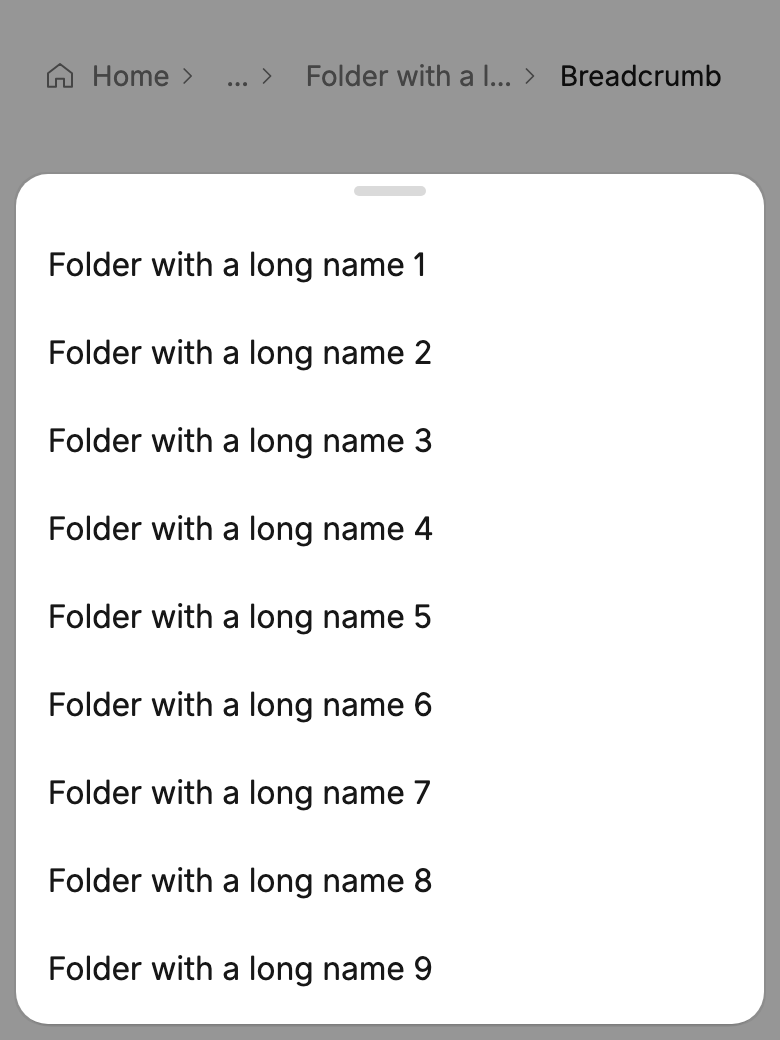 Home > ... > Folder with a l... > Breadcrumb
Folder with a long name 1
Folder with a long name 2
Folder with a long name 3
Folder with a long name 4
Folder with a long name 5
Folder with a long name 6
Folder with a long name 7
Folder with a long name 8
Folder with a long name 9